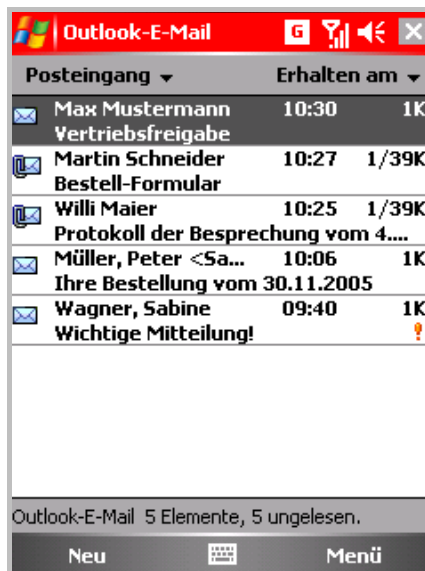 Outlook-E-Mail G
Posteingang Erhalten am
Max Mustermann 10:30 1K
Vertriebsfreigabe
Martin Schneider 10:27 1/39K
Bestell-Formular
Willi Maier 10:25 1/39K
Protokoll der Besprechung vom 4....
Müller, Peter <Sa... 10:06 1K
Ihre Bestellung vom 30.11.2005
Wagner, Sabine 09:40 1K
Wichtige Mitteilung!
Outlook-E-Mail 5 Elemente, 5 ungelesen.
Neu Menü